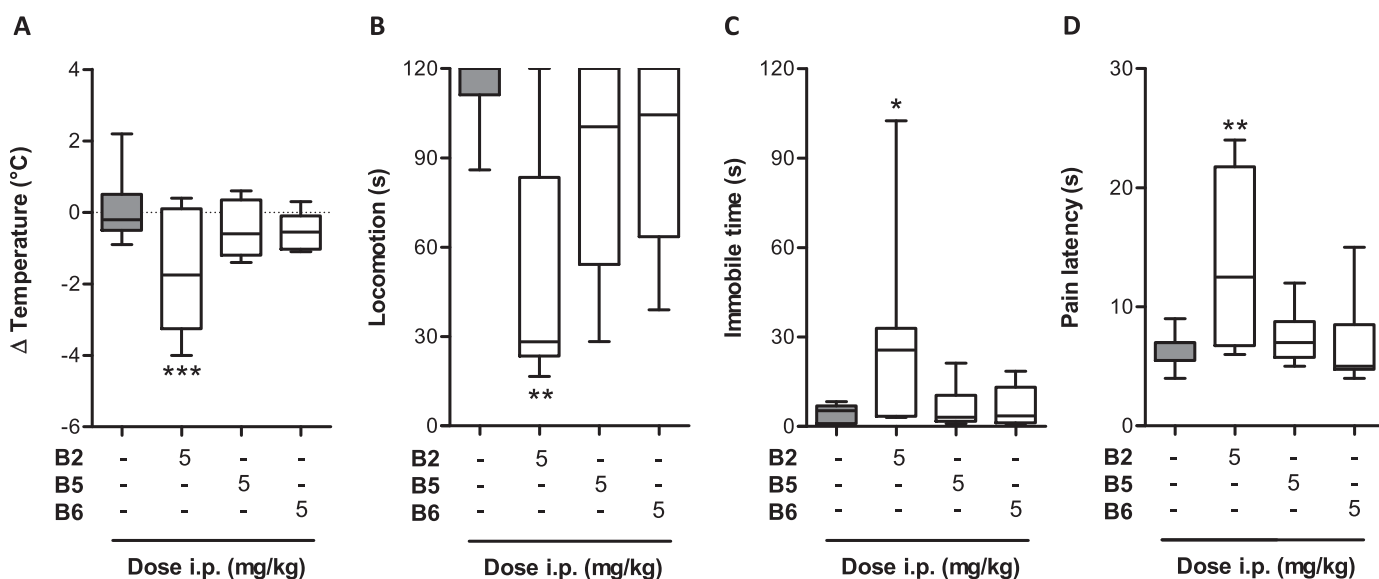 A
B
C
D
Δ Temperature (°C)
4
2
0
-2
-4
-6
***
Locomotion (s)
120
90
60
30
0
**
Immobile time (s)
120
90
60
30
0
*
Pain latency (s)
30
20
10
0
**
B2 - 5 - -
B5 - - 5 -
B6 - - - 5
Dose i.p. (mg/kg)
B2 - 5 - -
B5 - - 5 -
B6 - - - 5
Dose i.p. (mg/kg)
B2 - 5 - -
B5 - - 5 -
B6 - - - 5
Dose i.p. (mg/kg)
B2 - 5 - -
B5 - - 5 -
B6 - - - 5
Dose i.p. (mg/kg)